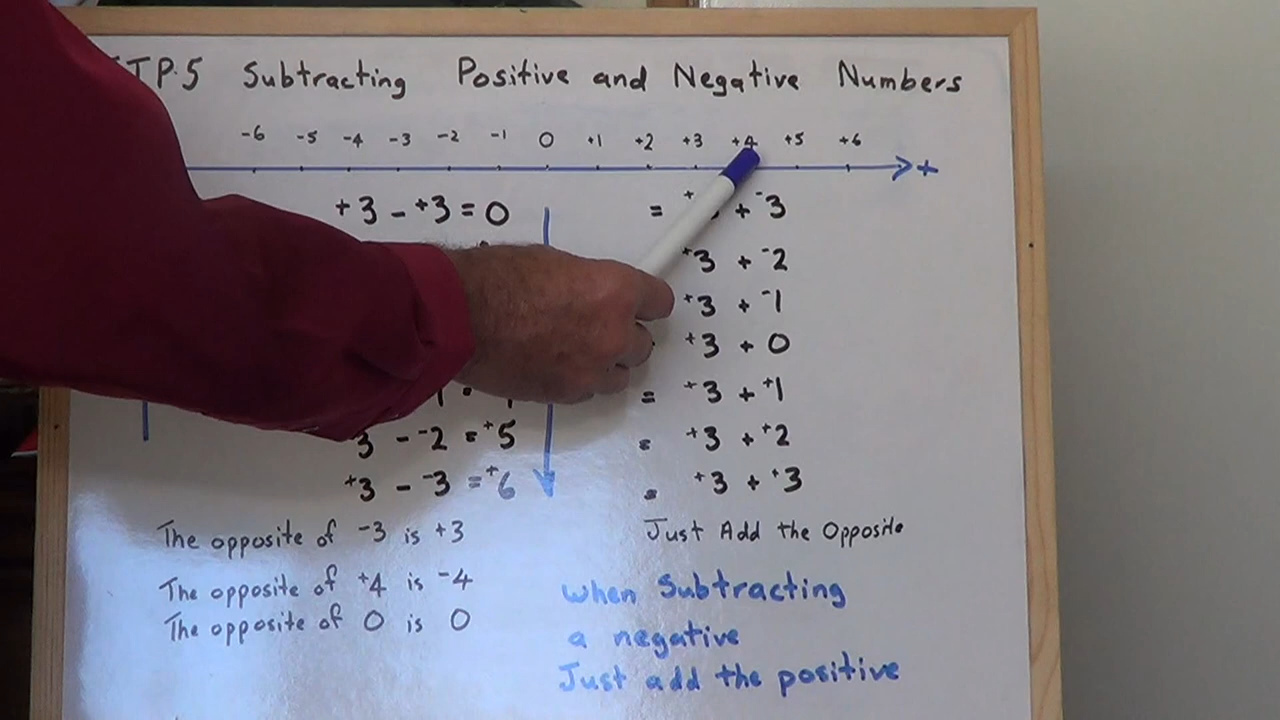 ITP.5 Subtracting Positive and Negative Numbers
-6 -5 -4 -3 -2 -1 0 +1 +2 +3 +4 +5 +6
+
+3 - +3 = 0
= + + -3
+3 + -2
+3 + -1
+3 + 0
= +3 + +1
3 - -2 = +5
= +3 + +2
+3 - -3 = +6
= +3 + +3
The opposite of -3 is +3
The opposite of +4 is -4
The opposite of 0 is 0
Just Add the Opposite
when Subtracting
a negative
Just add the positive